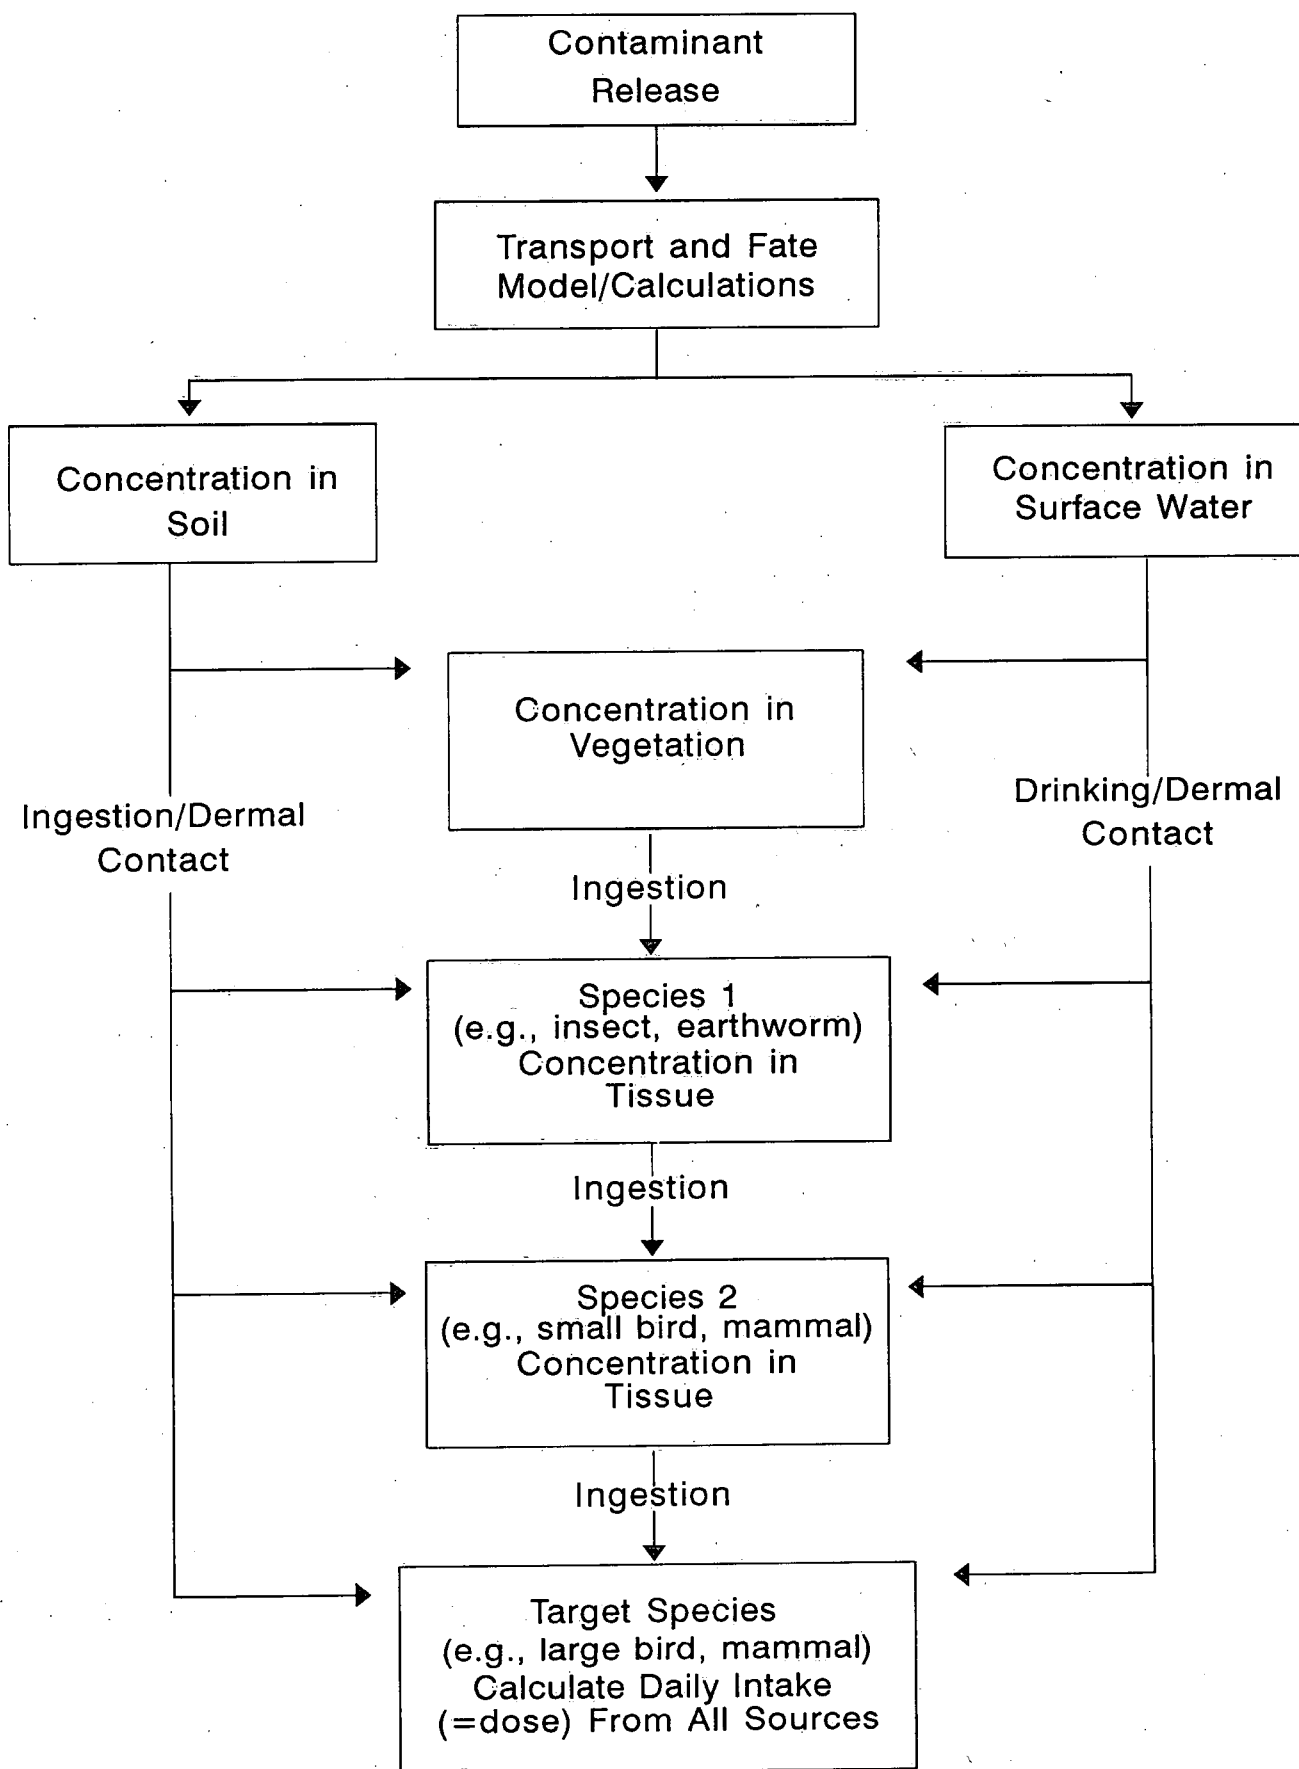 Contaminant
Release
Transport and Fate
Model/Calculations
Concentration in
Soil
Concentration in
Surface Water
Concentration in
Vegetation
Ingestion/Dermal
Contact
Drinking/Dermal
Contact
Ingestion
Species 1
(e.g., insect, earthworm)
Concentration in
Tissue
Ingestion
Species 2
(e.g., small bird, mammal)
Concentration in
Tissue
Ingestion
Target Species
(e.g., large bird, mammal)
Calculate Daily Intake
(=dose) From All Sources